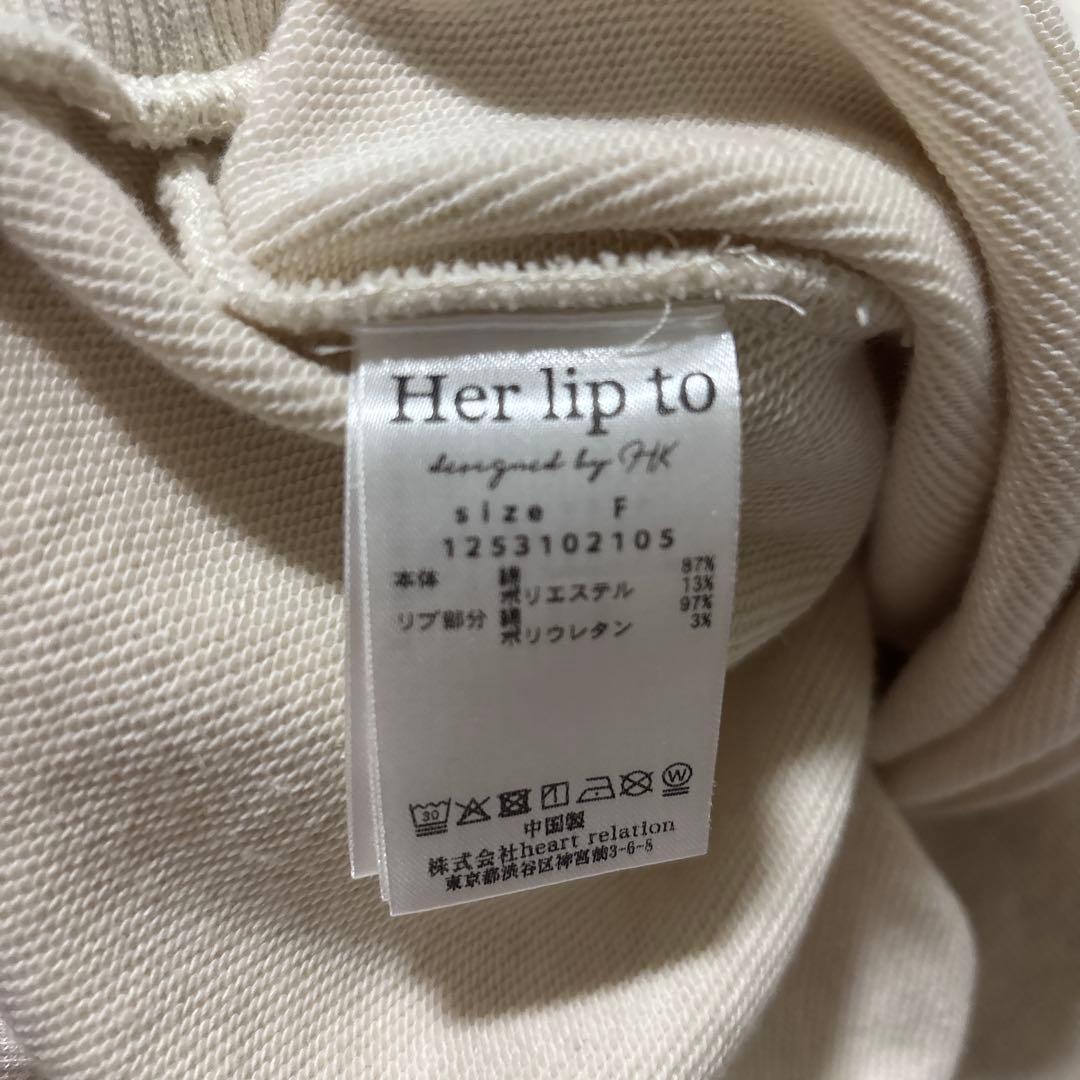 Her lip to
designed by HK
size F
1253102105
本体 綿 87%
ポリエステル 13%
リブ部分 綿 97%
ポリウレタン 3%
30 W
中国製
株式会社heart relation
東京都渋谷区神宮前3-6-8